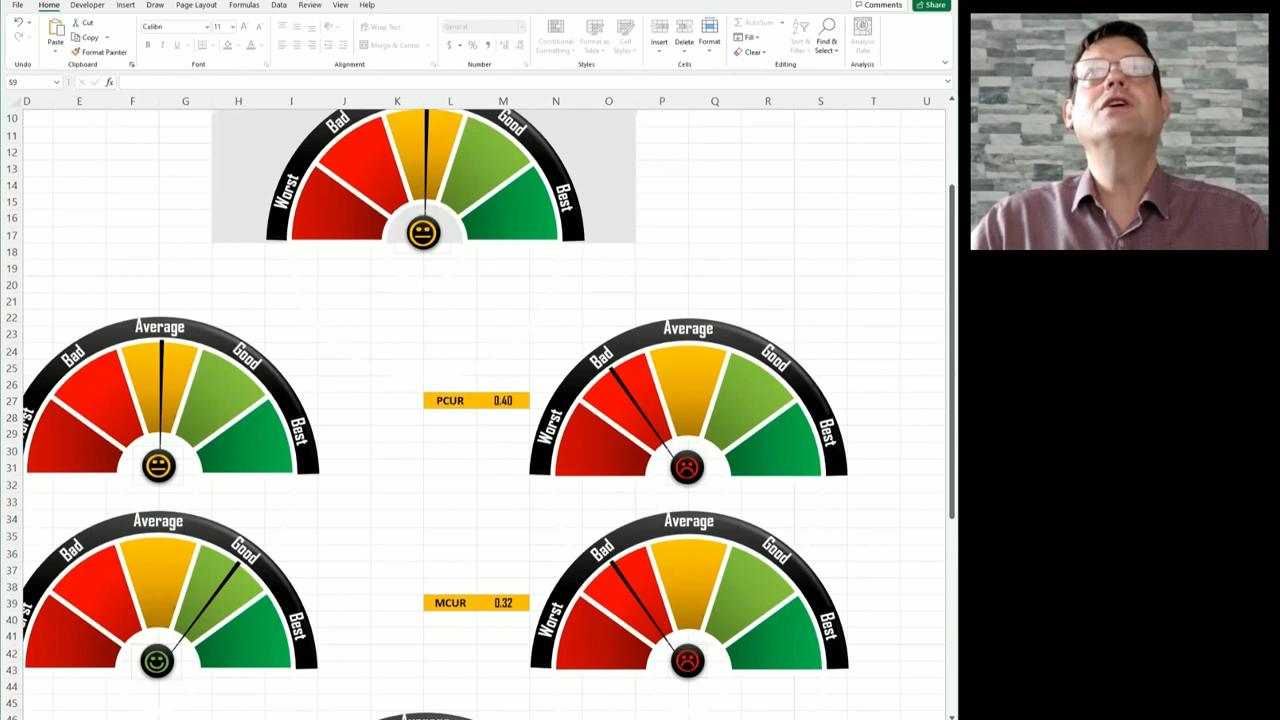 File Home Developer Insert Draw Page Layout Formulas Data Review View Help Comments Share
Calibri 11 Wrap Text General AutoSum
Cut
Copy
Format Painter
Paste
B I U Merge & Center $ % Conditional Formatting Format as Table Cell Styles Insert Delete Format Fill Clear Sort & Filter Find & Select Analyze Data
Undo Clipboard Font Alignment Number Styles Cells Editing Analysis
S9 fx
D E F G H I J K L M N O P Q R S T U
10
11
12
13
14
15
16
17
18
19
20
21
22
23
24
25
26
27
28
29
30
31
32
33
34
35
36
37
38
39
40
41
42
43
44
45
Worst Bad Good Best
Bad Average Good Best
PCUR 0.40
Worst Bad Average Good Best
Bad Average Good Best
MCUR 0.32
Worst Bad Average Good Best